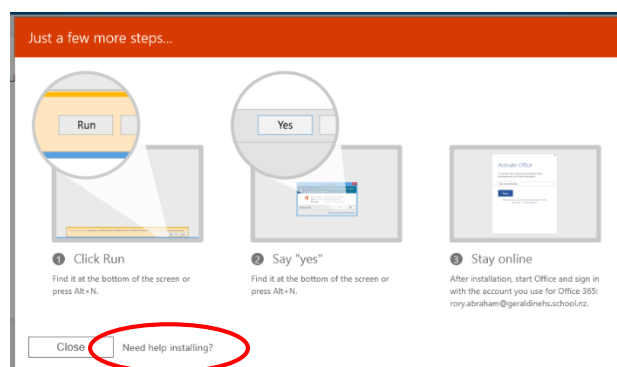 Just a few more steps...
Run
Yes
Activate Office
1 Click Run
Find it at the bottom of the screen or
press Alt+N.
2 Say "yes"
Find it at the bottom of the screen or
press Alt+N.
3 Stay online
After installation, start Office and sign in
with the account you use for Office 365:
rory.abraham@geraldinehs.school.nz.
Close
Need help installing?